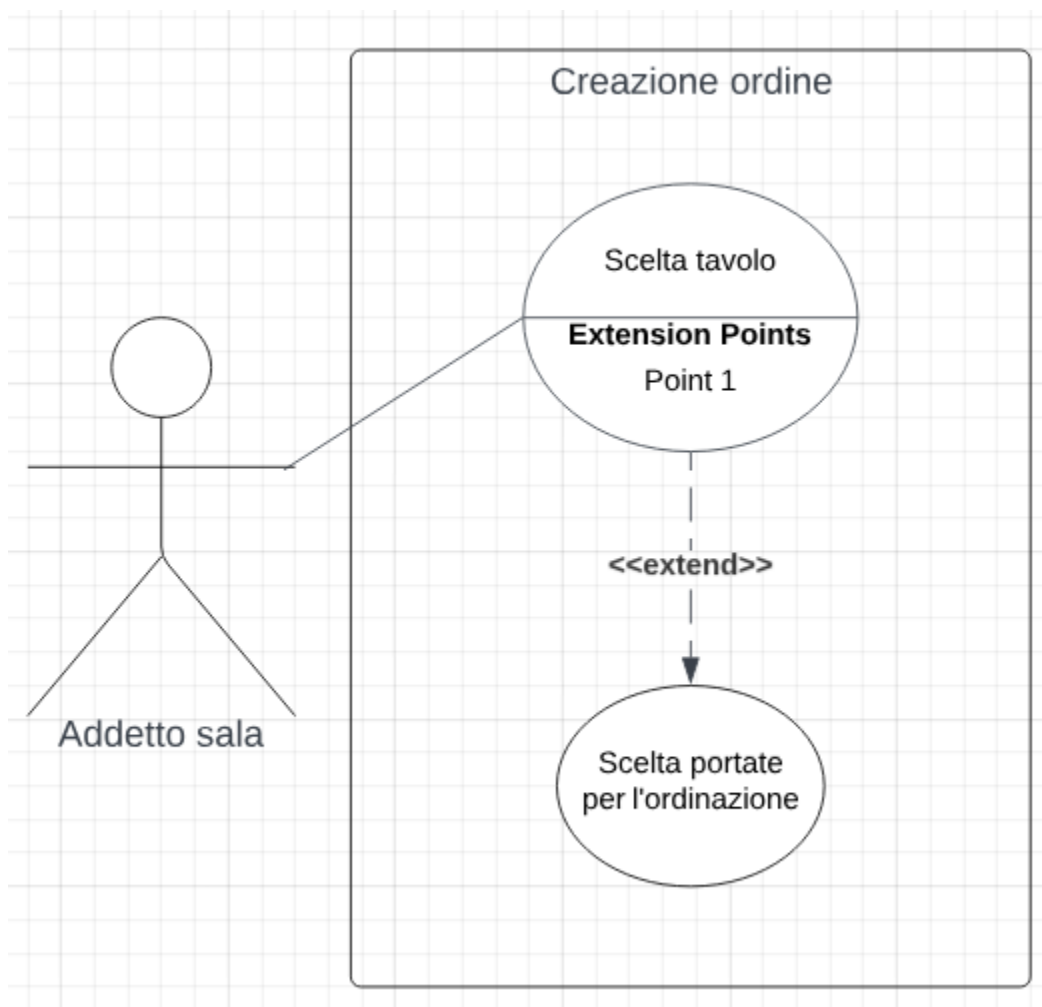 Creazione ordine
Scelta tavolo
Extension Points
Point 1
<<extend>>
Addetto sala
Scelta portate
per l'ordinazione